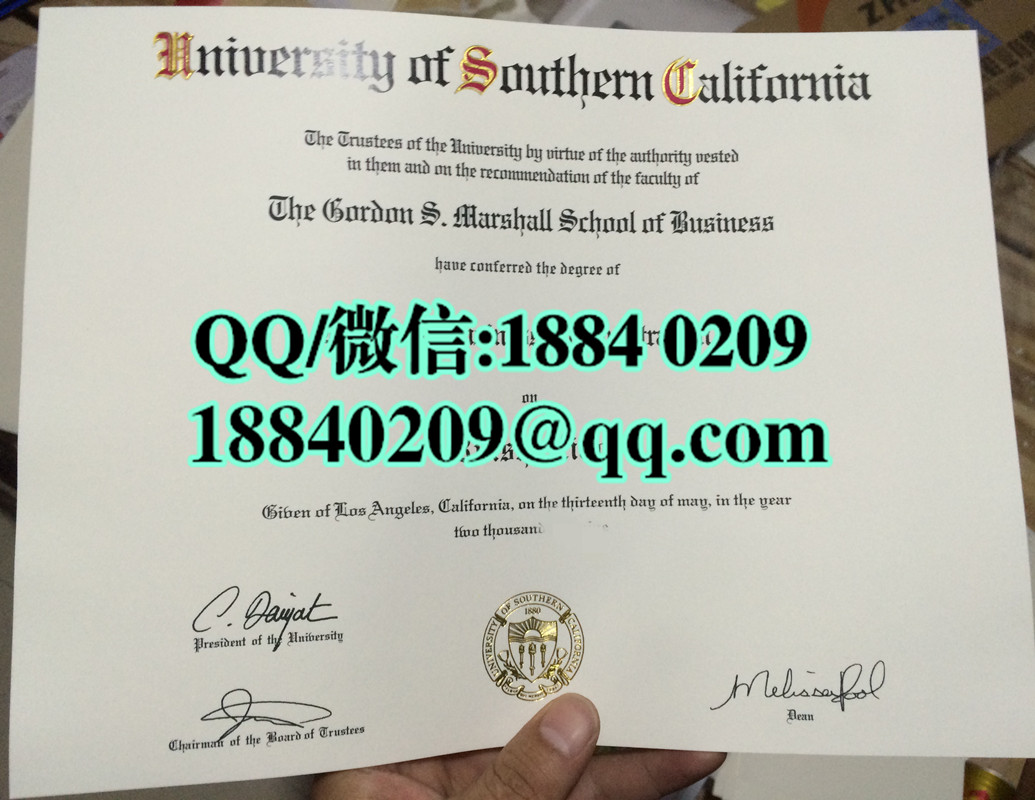 University of Southern California
The Trustees of the University by virtue of the authority vested
in them and on the recommendation of the faculty of
The Gordon S. Marshall School of Business
have conferred the degree of
QQ/微信:1884 0209
on
18840209@qq.com
Given of Los Angeles, California, on the thirteenth day of may, in the year
two thousand
C. Daiyat
President of the University
UNIVERSITY OF SOUTHERN CALIFORNIA
1880
Chairman of the Board of Trustees
Dean